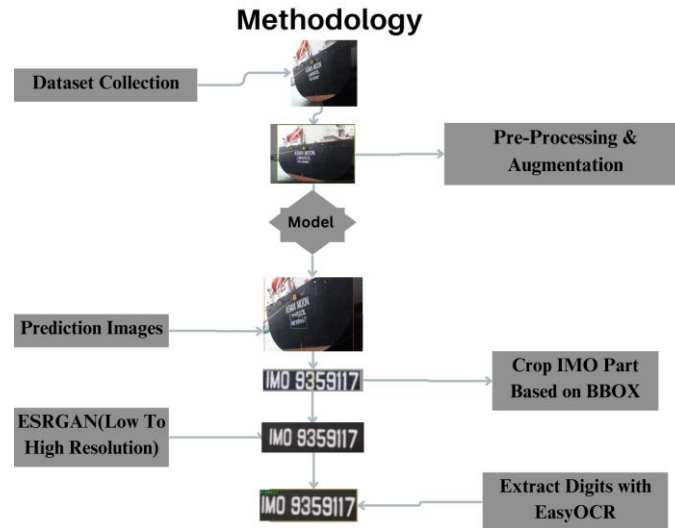 Methodology
Dataset Collection
Pre-Processing &
Augmentation
Model
Prediction Images
IMO 9359117
Crop IMO Part
Based on BBOX
ESRGAN(Low To
High Resolution)
IMO 9359117
IMO 9359117
Extract Digits with
EasyOCR